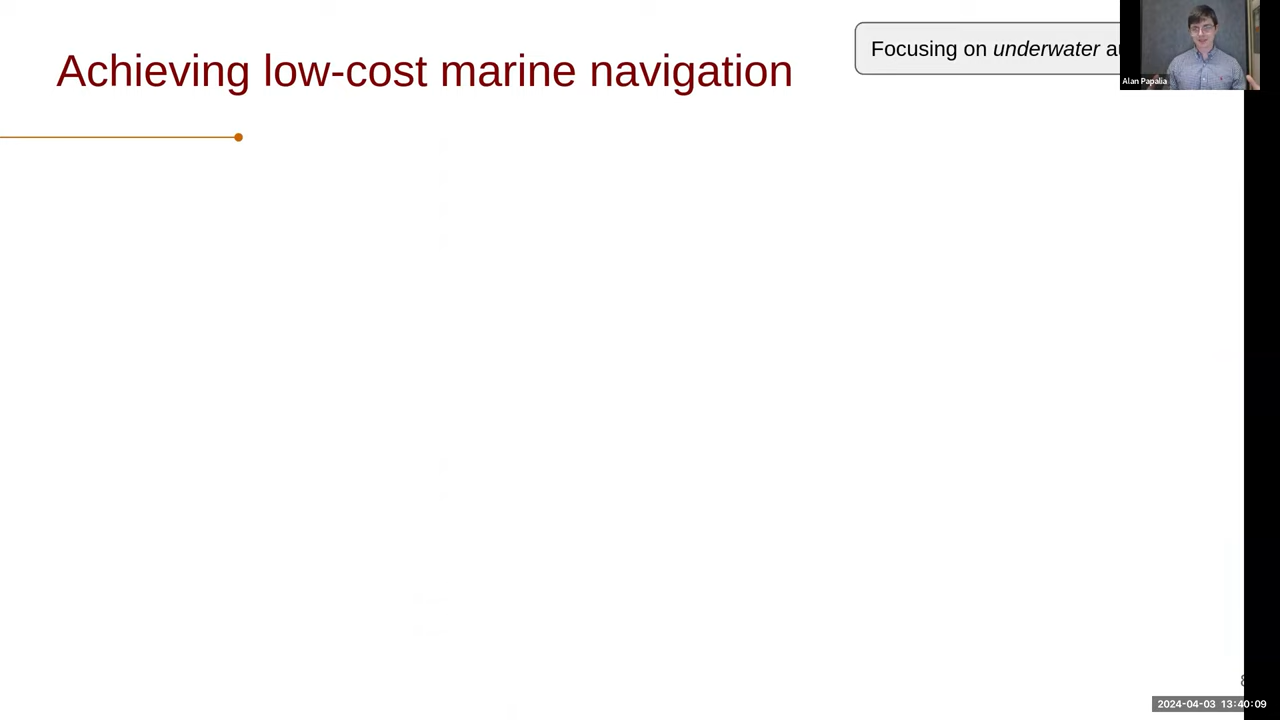 Achieving low-cost marine navigation
Focusing on underwater
Alan Papalia
2024-04-03 13:40:09